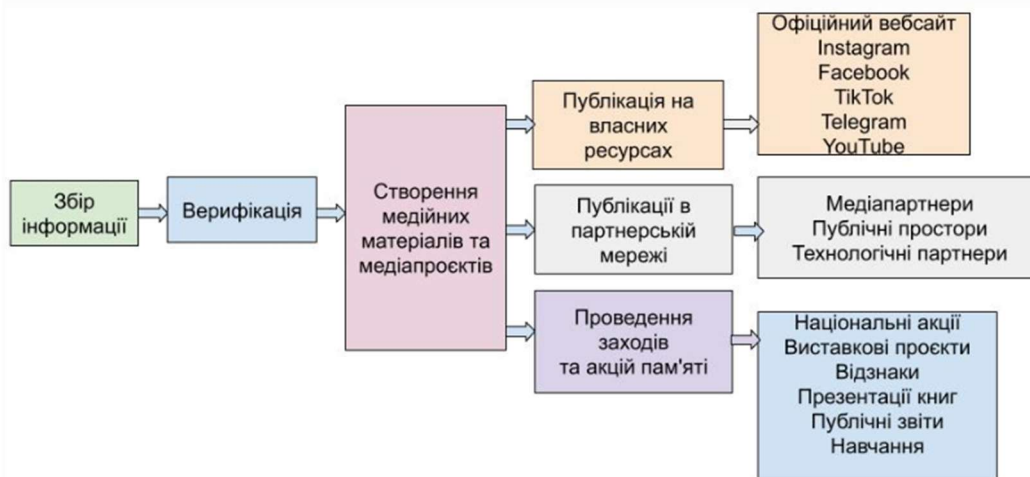 Збір
інформації
Верифікація
Створення
медійних
матеріалів та
медіапроєктів
Публікація на
власних
ресурсах
Офіційний вебсайт
Instagram
Facebook
TikTok
Telegram
YouTube
Публікації в
партнерській
мережі
Медіапартнери
Публічні простори
Технологічні партнери
Проведення
заходів
та акцій пам'яті
Національні акції
Виставкові проєкти
Відзнаки
Презентації книг
Публічні звіти
Навчання